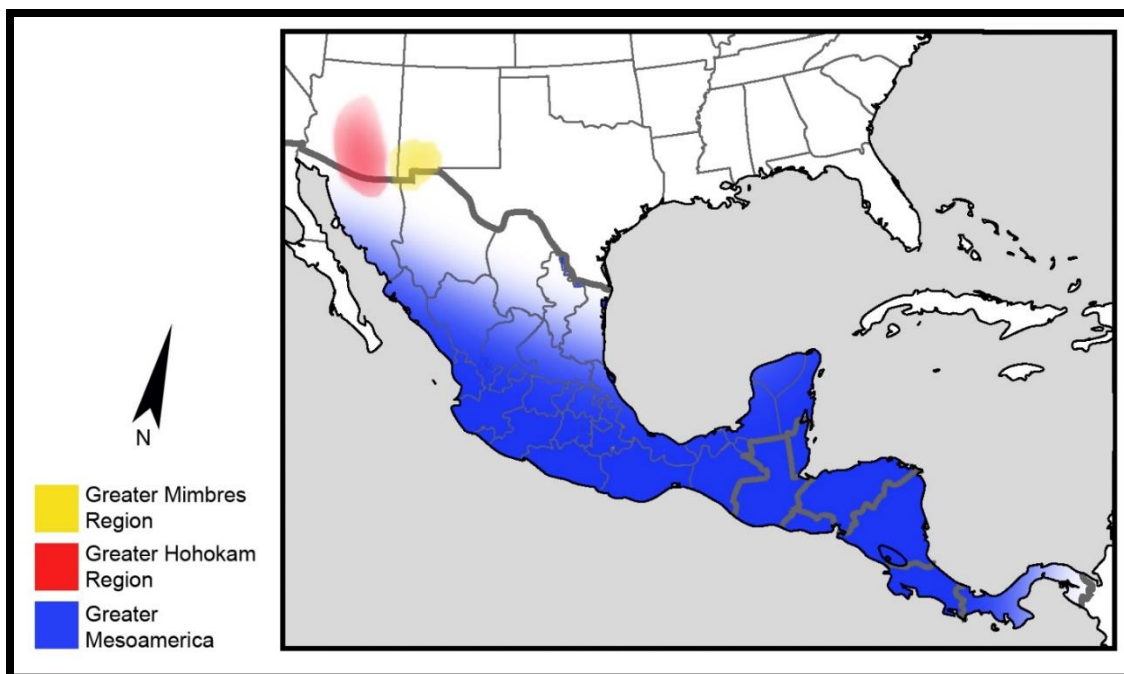 N
Greater Mimbres
Region
Greater Hohokam
Region
Greater
Mesoamerica